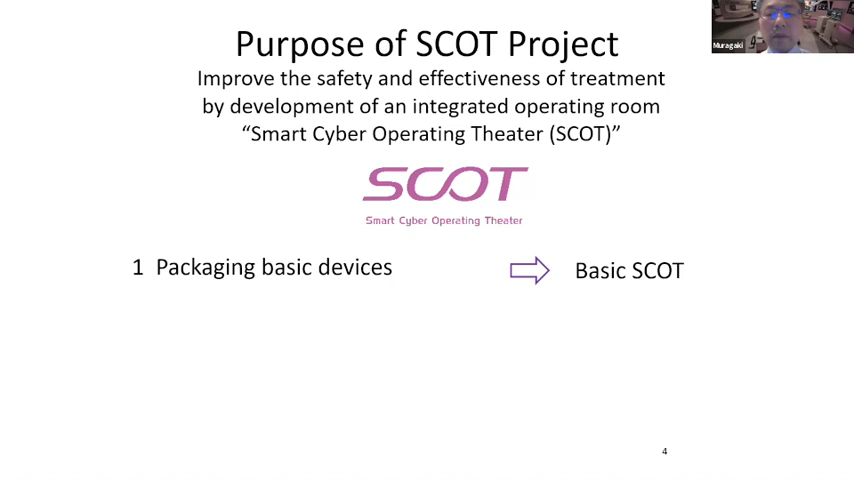 Purpose of SCOT Project
Muragaki
Improve the safety and effectiveness of treatment
by development of an integrated operating room
“Smart Cyber Operating Theater (SCOT)”
SCOT
Smart Cyber Operating Theater
1 Packaging basic devices
Basic SCOT
4